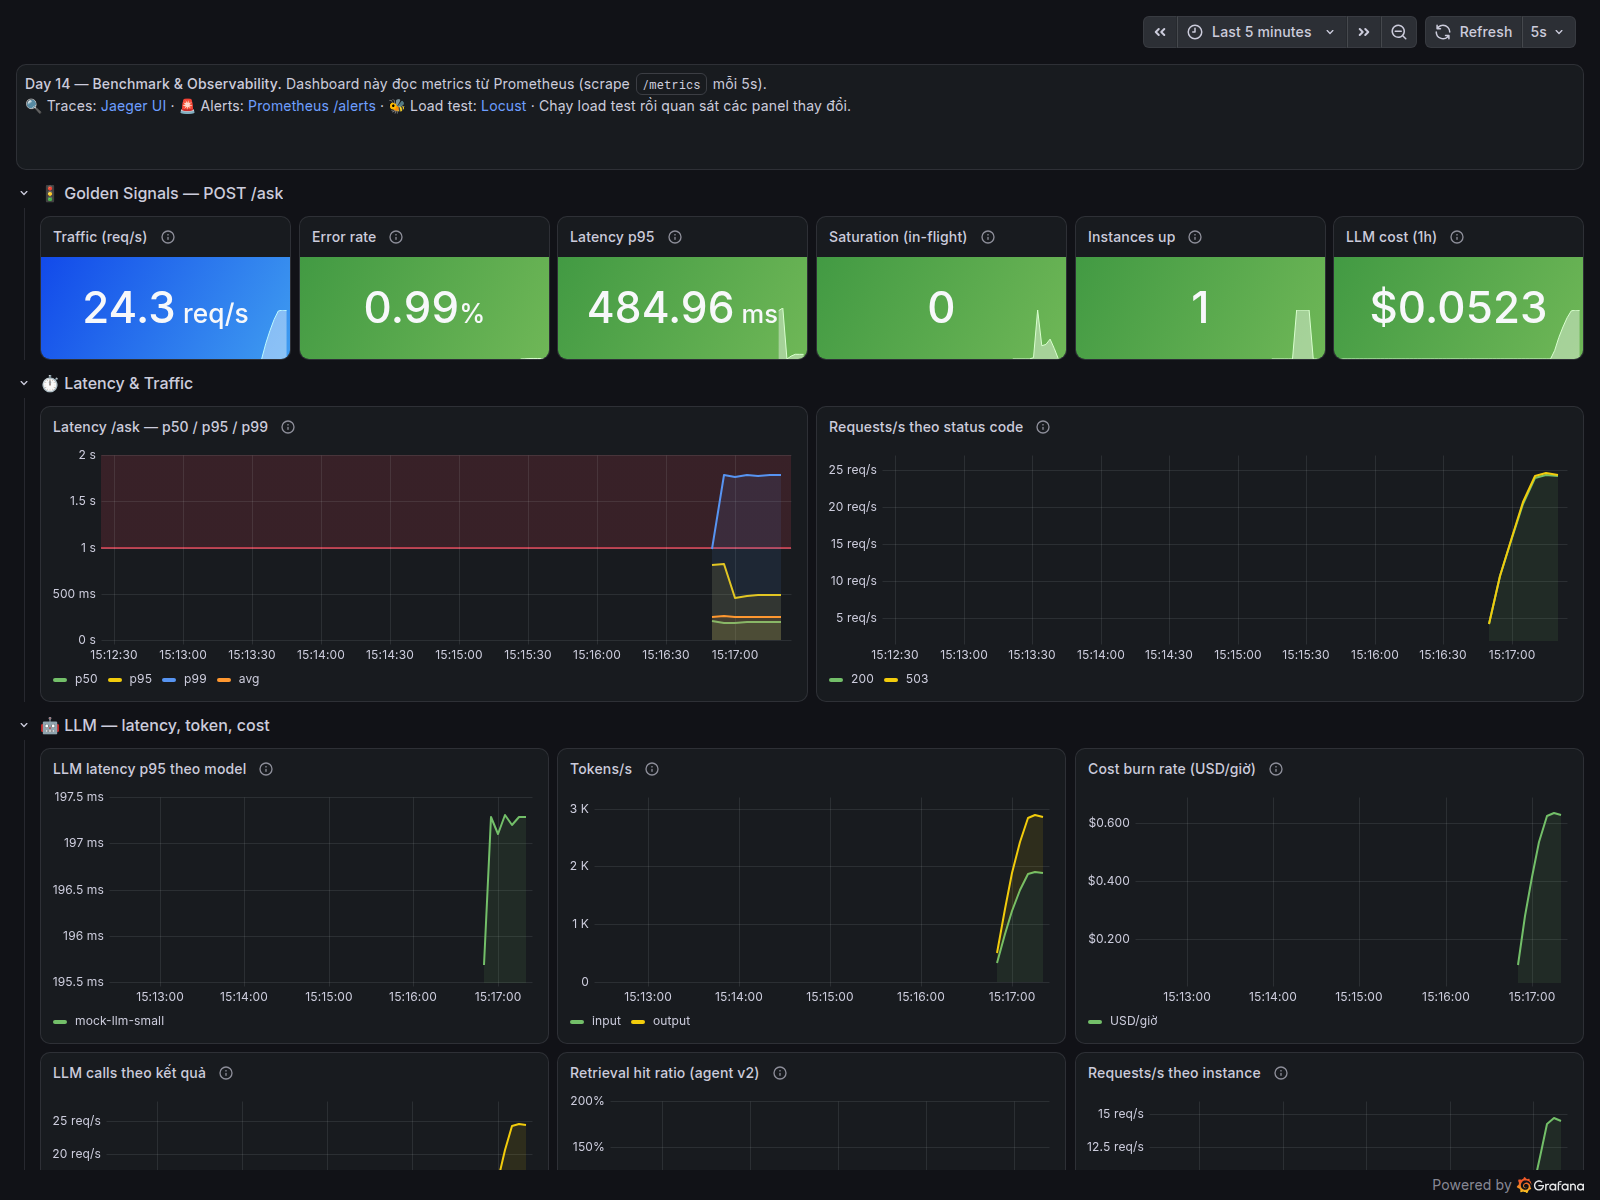 Last 5 minutes
Refresh
5s
Day 14 — Benchmark & Observability. Dashboard này đọc metrics từ Prometheus (scrape /metrics mỗi 5s).
🔍 Traces: Jaeger UI · 🚨 Alerts: Prometheus /alerts · 🐝 Load test: Locust · Chạy load test rồi quan sát các panel thay đổi.
🚦 Golden Signals — POST /ask
Traffic (req/s)
24.3 req/s
Error rate
0.99%
Latency p95
484.96 ms
Saturation (in-flight)
0
Instances up
1
LLM cost (1h)
$0.0523
⏱️ Latency & Traffic
Latency /ask — p50 / p95 / p99
2 s
1.5 s
1 s
500 ms
0 s
15:12:30 15:13:00 15:13:30 15:14:00 15:14:30 15:15:00 15:15:30 15:16:00 15:16:30 15:17:00
p50 p95 p99 avg
Requests/s theo status code
25 req/s
20 req/s
15 req/s
10 req/s
5 req/s
15:12:30 15:13:00 15:13:30 15:14:00 15:14:30 15:15:00 15:15:30 15:16:00 15:16:30 15:17:00
200 503
🤖 LLM — latency, token, cost
LLM latency p95 theo model
197.5 ms
197 ms
196.5 ms
196 ms
195.5 ms
15:13:00 15:14:00 15:15:00 15:16:00 15:17:00
mock-llm-small
Tokens/s
3 K
2 K
1 K
0
15:13:00 15:14:00 15:15:00 15:16:00 15:17:00
input output
Cost burn rate (USD/giờ)
$0.600
$0.400
$0.200
15:13:00 15:14:00 15:15:00 15:16:00 15:17:00
USD/giờ
LLM calls theo kết quả
25 req/s
20 req/s
Retrieval hit ratio (agent v2)
200%
150%
Requests/s theo instance
15 req/s
12.5 req/s
Powered by Grafana